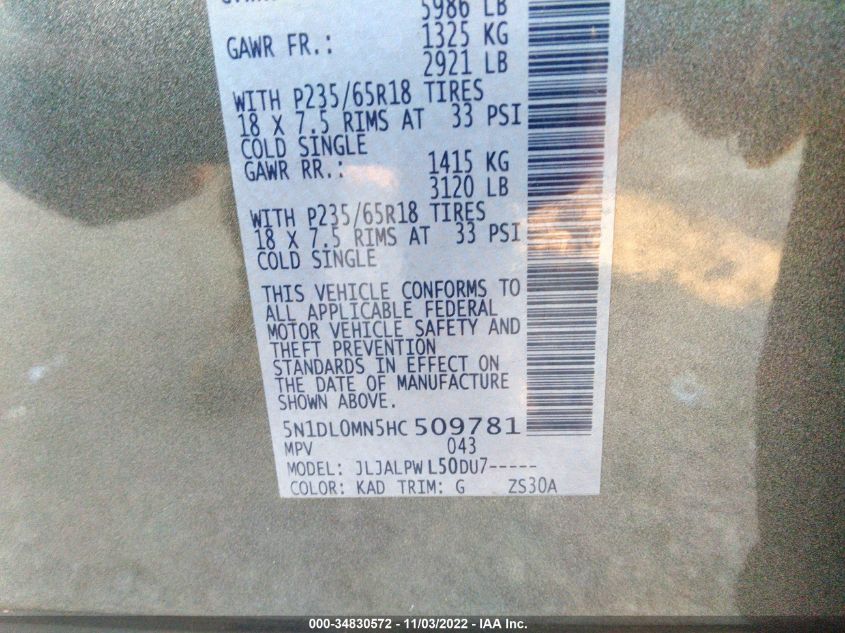 5986 LB
GAWR FR.: 1325 KG
2921 LB
WITH P235/65R18 TIRES
18 X 7.5 RIMS AT 33 PSI
COLD SINGLE
GAWR RR.: 1415 KG
3120 LB
WITH P235/65R18 TIRES
18 X 7.5 RIMS AT 33 PSI
COLD SINGLE
THIS VEHICLE CONFORMS TO
ALL APPLICABLE FEDERAL
MOTOR VEHICLE SAFETY AND
THEFT PREVENTION
STANDARDS IN EFFECT ON
THE DATE OF MANUFACTURE
SHOWN ABOVE.
5N1DL0MN5HC 509781
MPV 043
MODEL: JLJALPW L50DU7-----
COLOR: KAD TRIM: G ZS30A
000-34830572 - 11/03/2022 - IAA Inc.